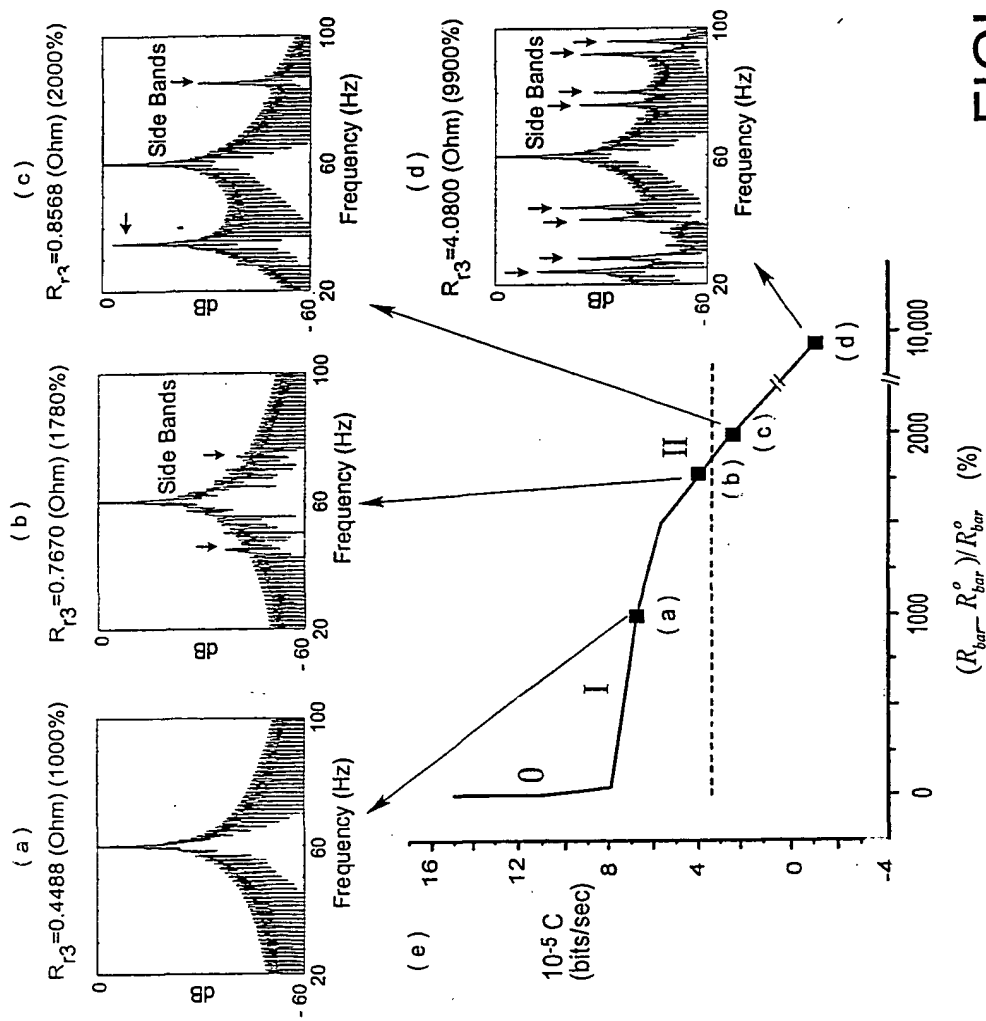 ( a )
R_r3=0.4488 (Ohm) (1000%)
0
dB
- 60
20
60
100
Frequency (Hz)
( b )
R_r3=0.7670 (Ohm) (1780%)
0
dB
- 60
Side Bands
20
60
100
Frequency (Hz)
( c )
R_r3=0.8568 (Ohm) (2000%)
0
dB
- 60
Side Bands
20
60
100
Frequency (Hz)
( d )
R_r3=4.0800 (Ohm) (9900%)
0
dB
-60
Side Bands
20
60
100
Frequency (Hz)
( e )
10^-5 C
(bits/sec)
16
12
8
4
0
-4
0
I
II
( a )
( b )
( c )
( d )
0
1000
2000
10,000
(R_bar – R^o_bar)/R^o_bar (%)